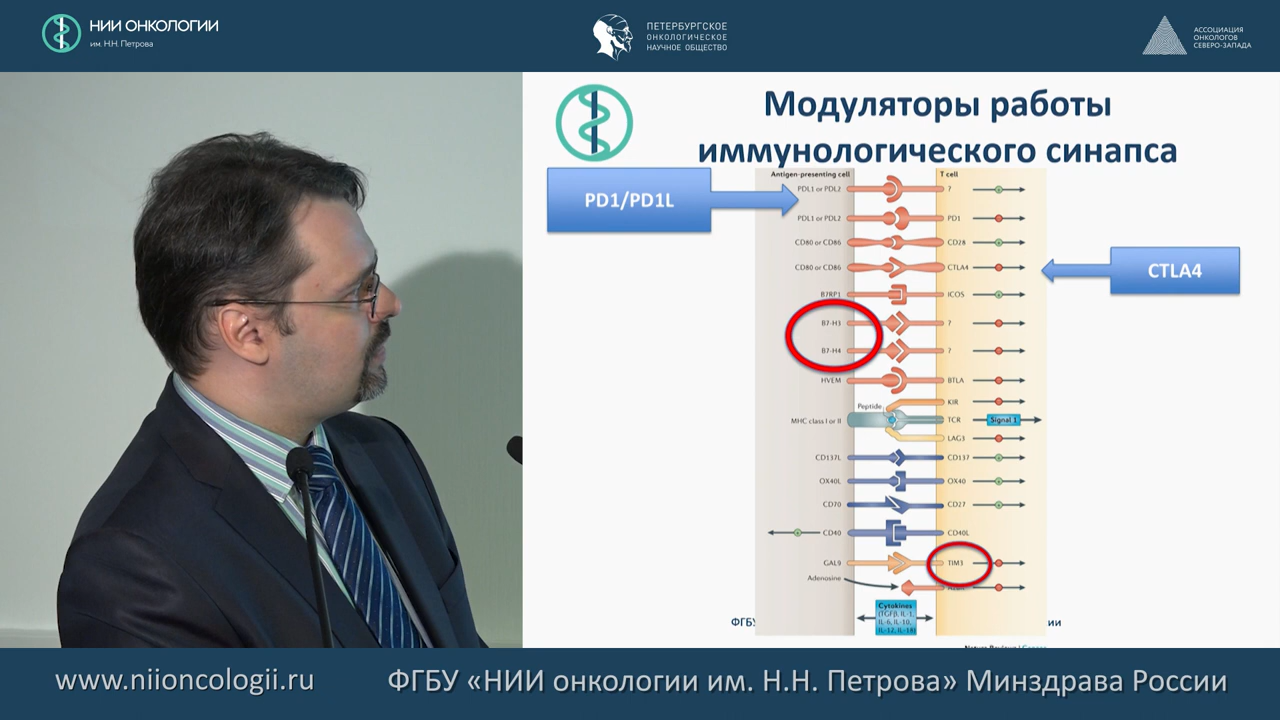 НИИ ОНКОЛОГИИ
им. Н.Н. Петрова
ПЕТЕРБУРГСКОЕ
ОНКОЛОГИЧЕСКОЕ
НАУЧНОЕ ОБЩЕСТВО
АССОЦИАЦИЯ
ОНКОЛОГОВ
СЕВЕРО-ЗАПАДА
Модуляторы работы
иммунологического синапса
PD1/PD1L
CTLA4
Antigen-presenting cell
T cell
PDL1 or PDL2
?
PDL1 or PDL2
PD1
CD80 or CD86
CD28
CD80 or CD86
CTLA4
B7RP1
ICOS
B7-H3
?
B7-H4
?
HVEM
BTLA
Peptide
KIR
MHC class I or II
TCR
Signal 1
LAG3
CD137L
CD137
OX40L
OX40
CD70
CD27
CD40
CD40L
GAL9
TIM3
Adenosine
Cytokines
(TGFβ, IL-1,
IL-6, IL-10,
IL-12, IL-18)
ФГБУ
ии
www.niioncologii.ru
ФГБУ «НИИ онкологии им. Н.Н. Петрова» Минздрава России